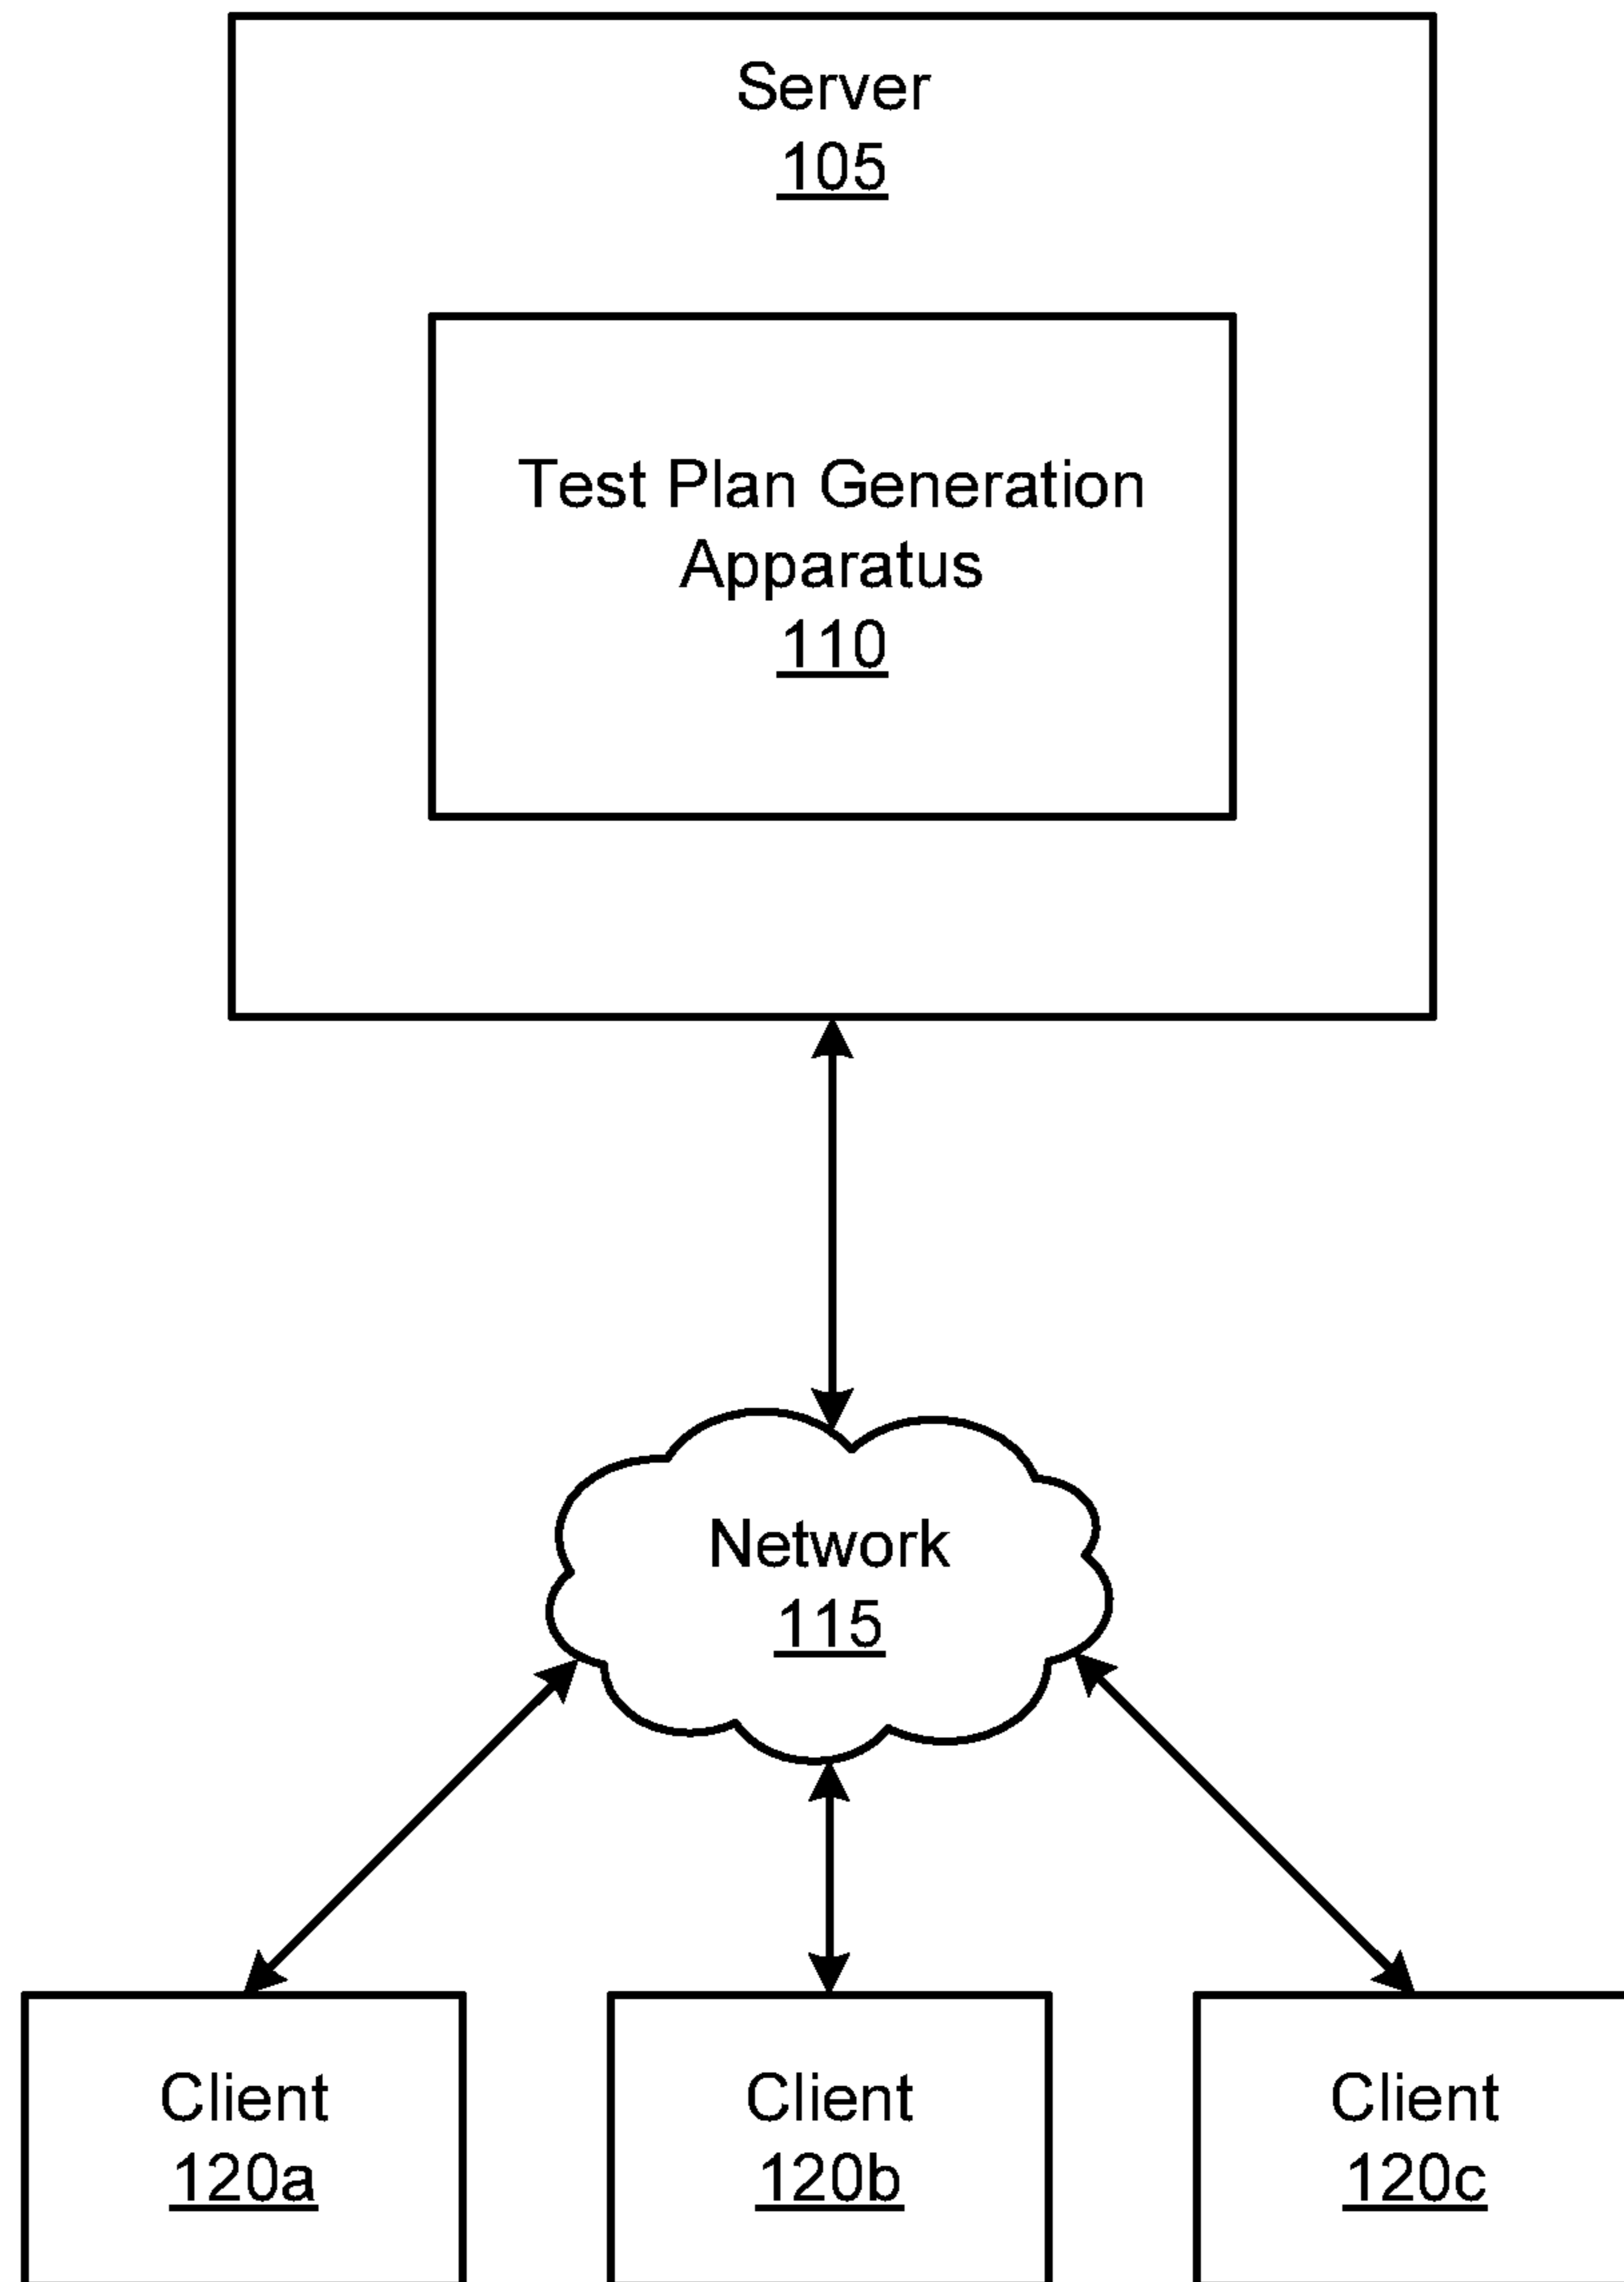 Server
105
Test Plan Generation
Apparatus
110
Network
115
Client
120a
Client
120b
Client
120c